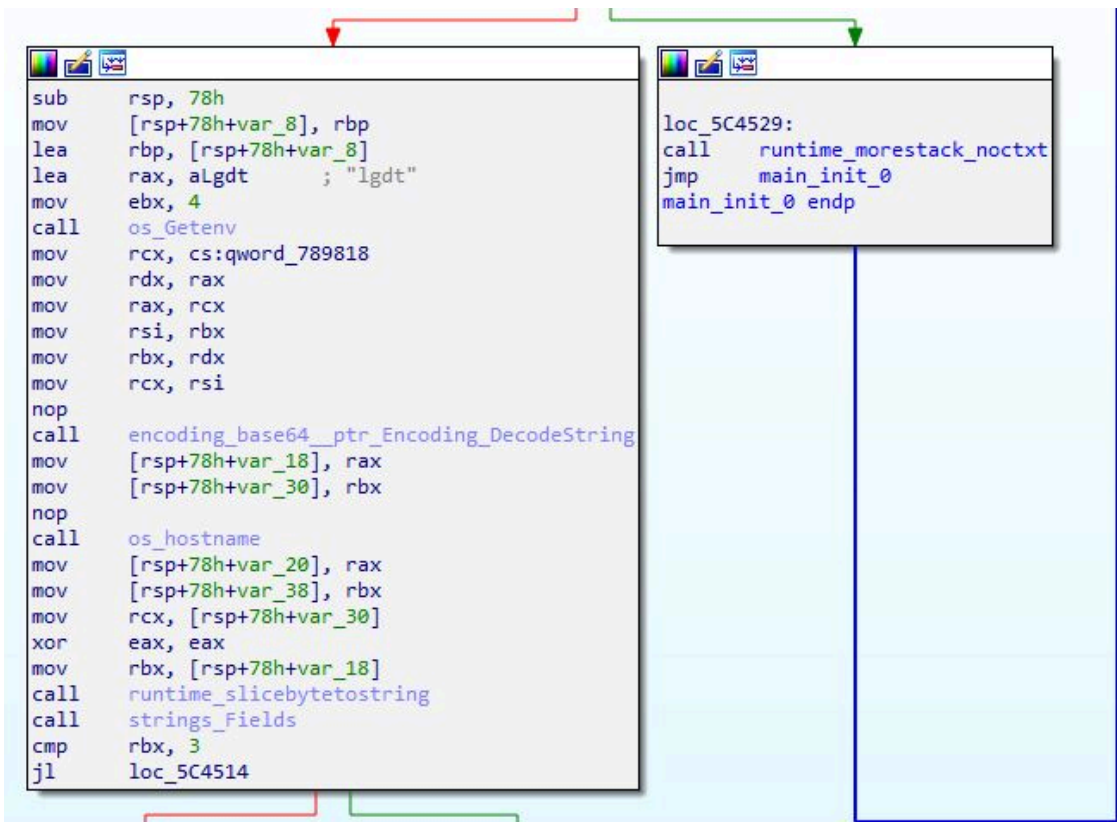 sub rsp, 78h
mov [rsp+78h+var_8], rbp
lea rbp, [rsp+78h+var_8]
lea rax, aLgdt ; "lgdt"
mov ebx, 4
call os_Getenv
mov rcx, cs:qword_789818
mov rdx, rax
mov rax, rcx
mov rsi, rbx
mov rbx, rdx
mov rcx, rsi
nop
call encoding_base64__ptr_Encoding_DecodeString
mov [rsp+78h+var_18], rax
mov [rsp+78h+var_30], rbx
nop
call os_hostname
mov [rsp+78h+var_20], rax
mov [rsp+78h+var_38], rbx
mov rcx, [rsp+78h+var_30]
xor eax, eax
mov rbx, [rsp+78h+var_18]
call runtime_slicebytetostring
call strings_Fields
cmp rbx, 3
jl loc_5C4514
loc_5C4529:
call runtime_morestack_noctxt
jmp main_init_0
main_init_0 endp